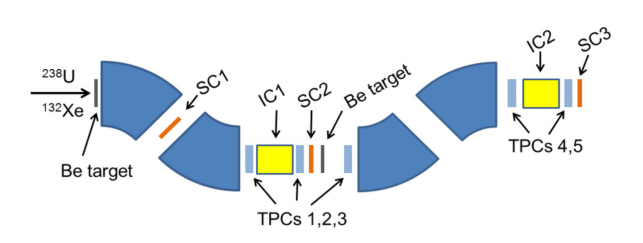 ²³⁸U
¹³²Xe
Be target
SC1
IC1
SC2
Be target
TPCs 1,2,3
IC2
SC3
TPCs 4,5